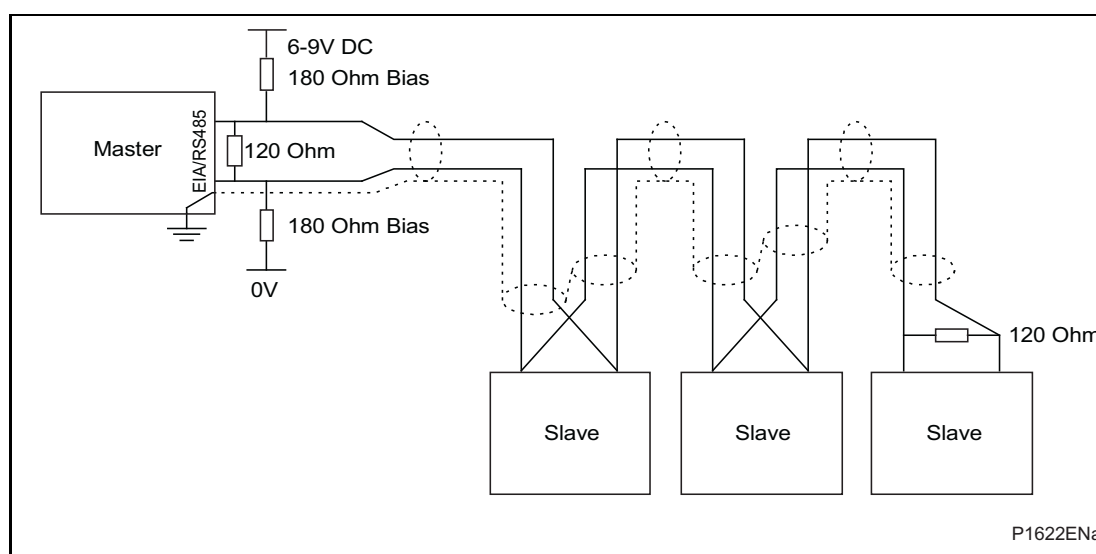 6-9V DC
180 Ohm Bias
EIA/RS485
Master
120 Ohm
180 Ohm Bias
0V
120 Ohm
Slave
Slave
Slave
P1622ENa